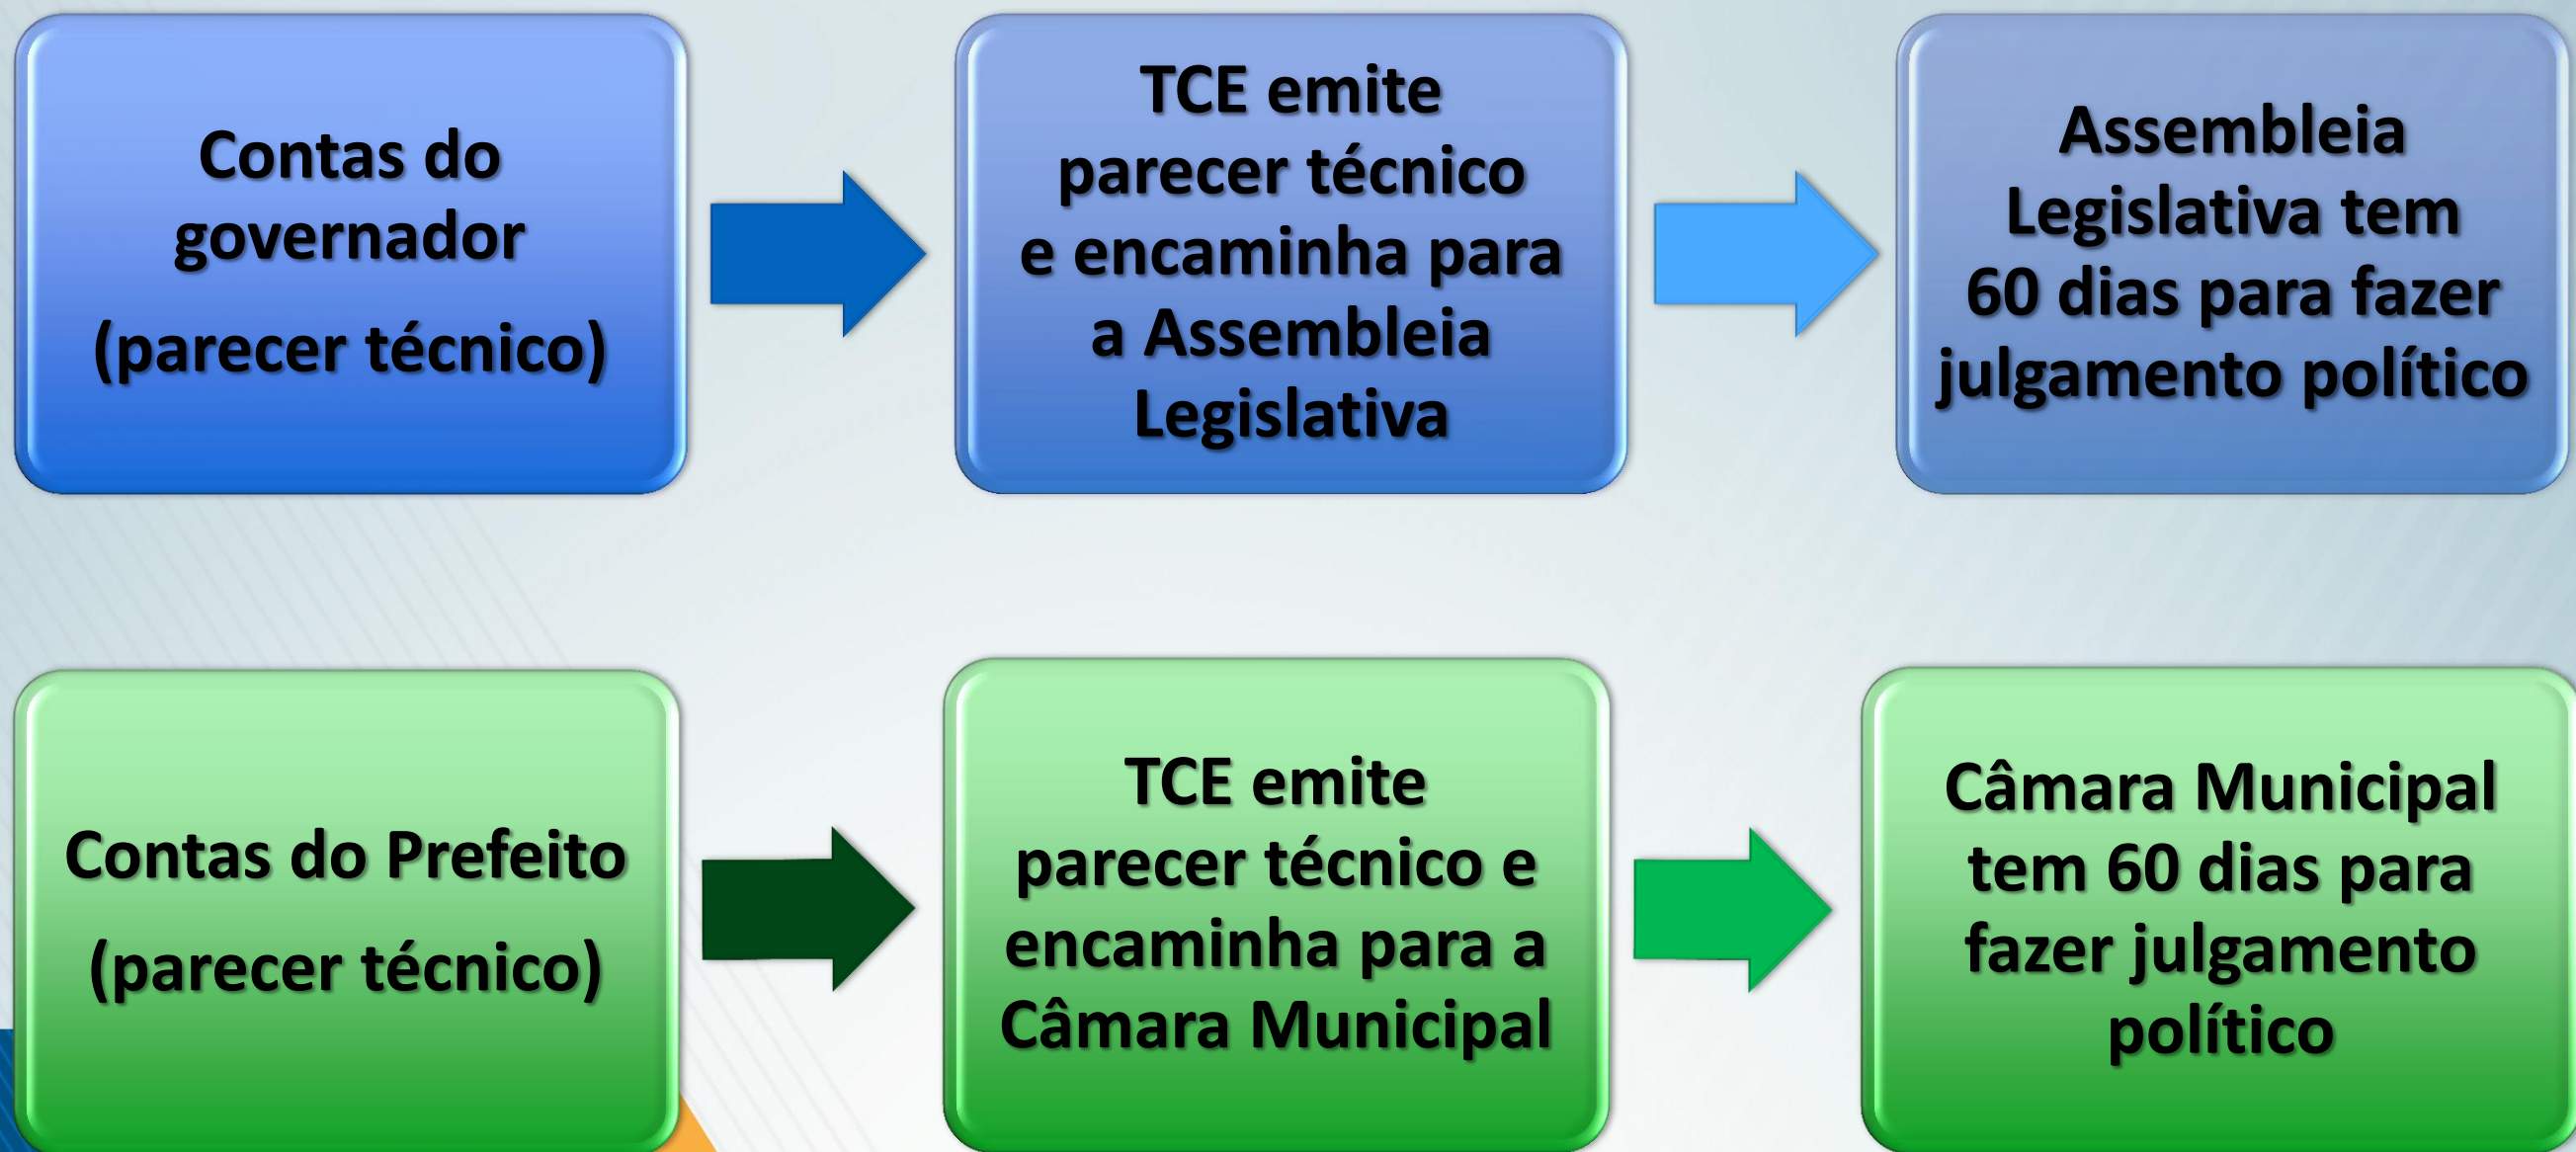 Contas do
governador
(parecer técnico)
TCE emite
parecer técnico
e encaminha para
a Assembleia
Legislativa
Assembleia
Legislativa tem
60 dias para fazer
julgamento político
Contas do Prefeito
(parecer técnico)
TCE emite
parecer técnico e
encaminha para a
Câmara Municipal
Câmara Municipal
tem 60 dias para
fazer julgamento
político